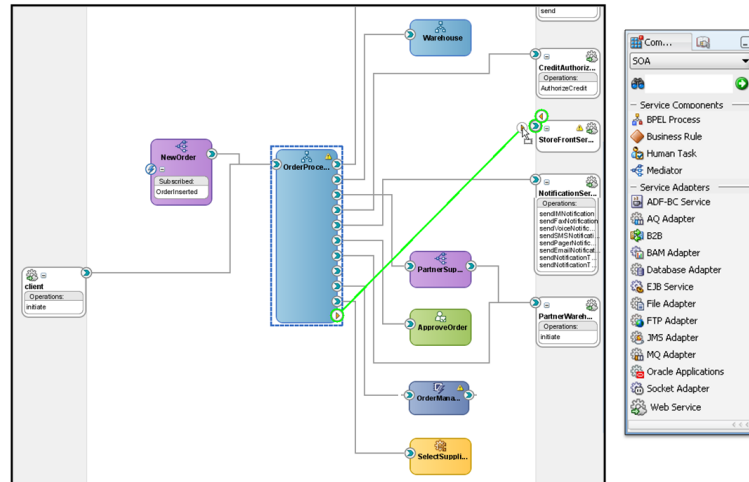 send
Warehouse
CreditAuthoriz...
Operations:
AuthorizeCredit
StoreFrontSer...
NewOrder
Subscribed:
OrderInserted
OrderProce...
NotificationSer...
Operations:
sendIMNotification
sendFaxNotification
sendVoiceNotific...
sendSMSNotificati...
sendPagerNotific...
sendEmailNotificat...
sendNotificationT...
sendNotificationT...
PartnerSup...
client
Operations:
initiate
PartnerWareh...
Operations:
initiate
ApproveOrder
OrderMana...
SelectSuppli...
Com...
SOA
Service Components
BPEL Process
Business Rule
Human Task
Mediator
Service Adapters
ADF-BC Service
AQ Adapter
B2B
BAM Adapter
Database Adapter
EJB Service
File Adapter
FTP Adapter
JMS Adapter
MQ Adapter
Oracle Applications
Socket Adapter
Web Service